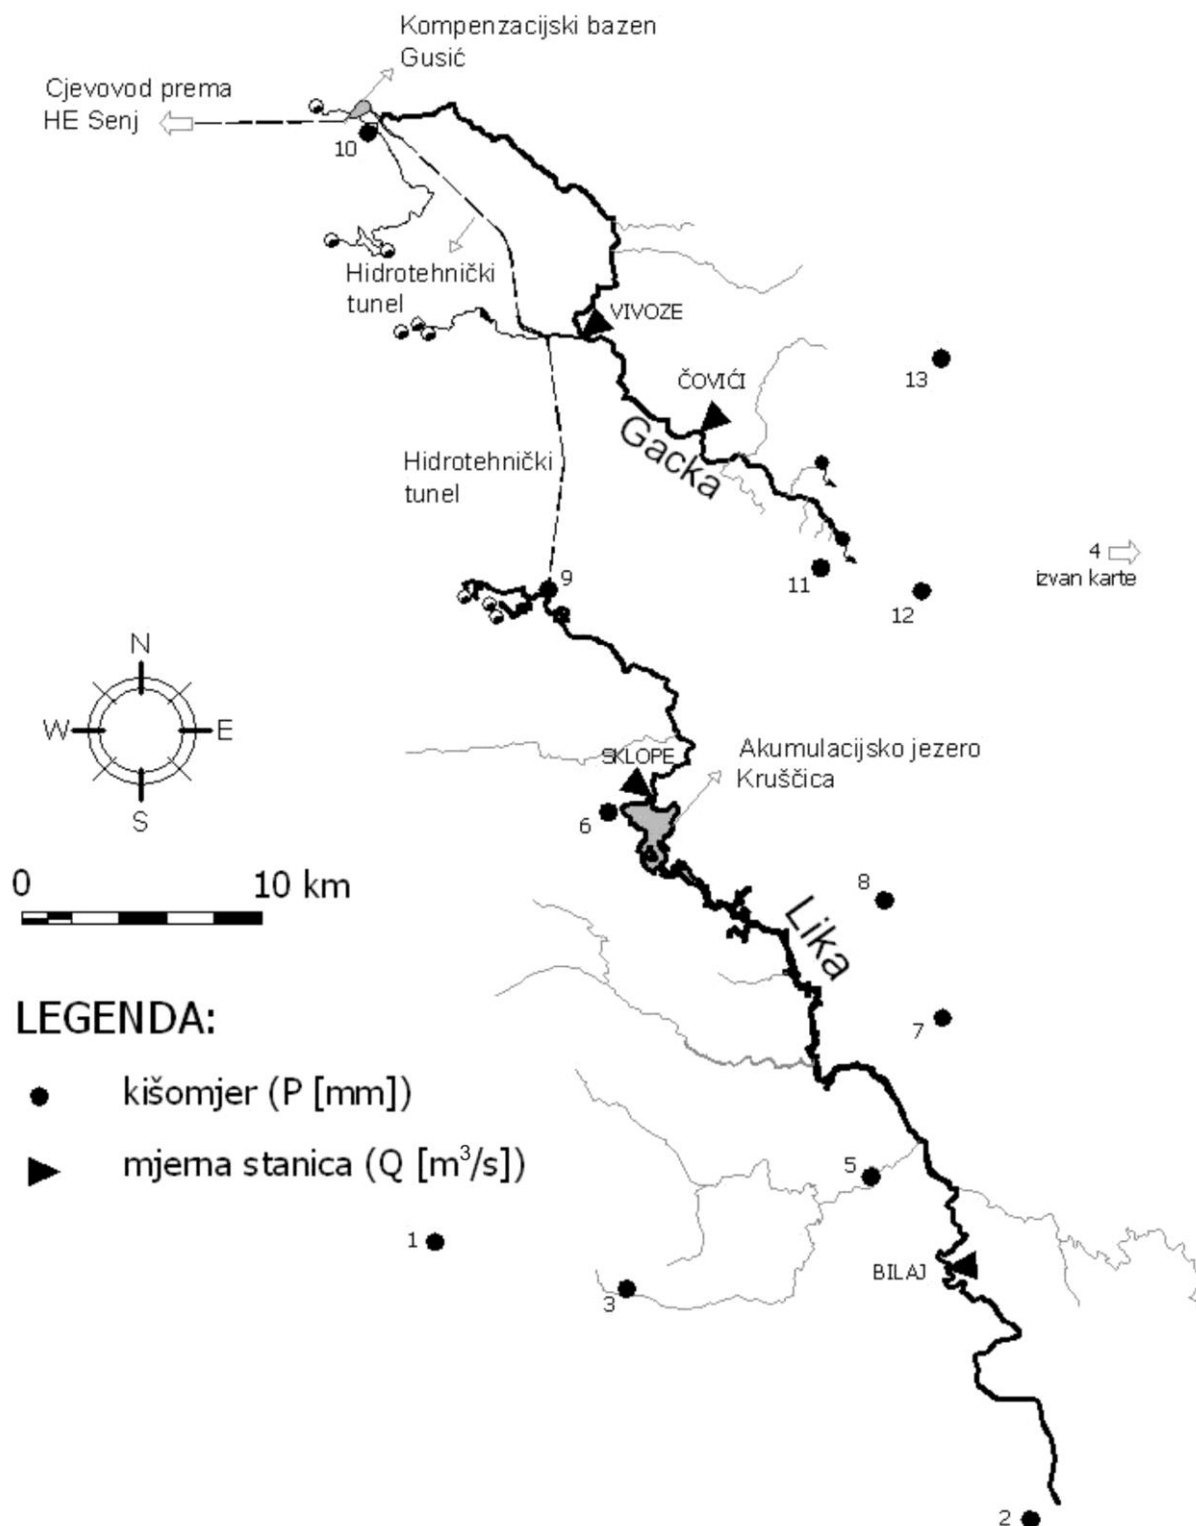 Kompenzacijski bazen
Gusić
Cjevovod prema
HE Senj
10
Hidrotehnički
tunel
VIVOZE
13
ČOVIĆI
Gacka
Hidrotehnički
tunel
4
izvan karte
9
11
12
N
W
E
S
SKLOPE
Akumulacijsko jezero
Kruščica
6
0
10 km
8
Lika
7
LEGENDA:
kišomjer (P [mm])
mjerna stanica (Q [m³/s])
5
1
BILAJ
3
2